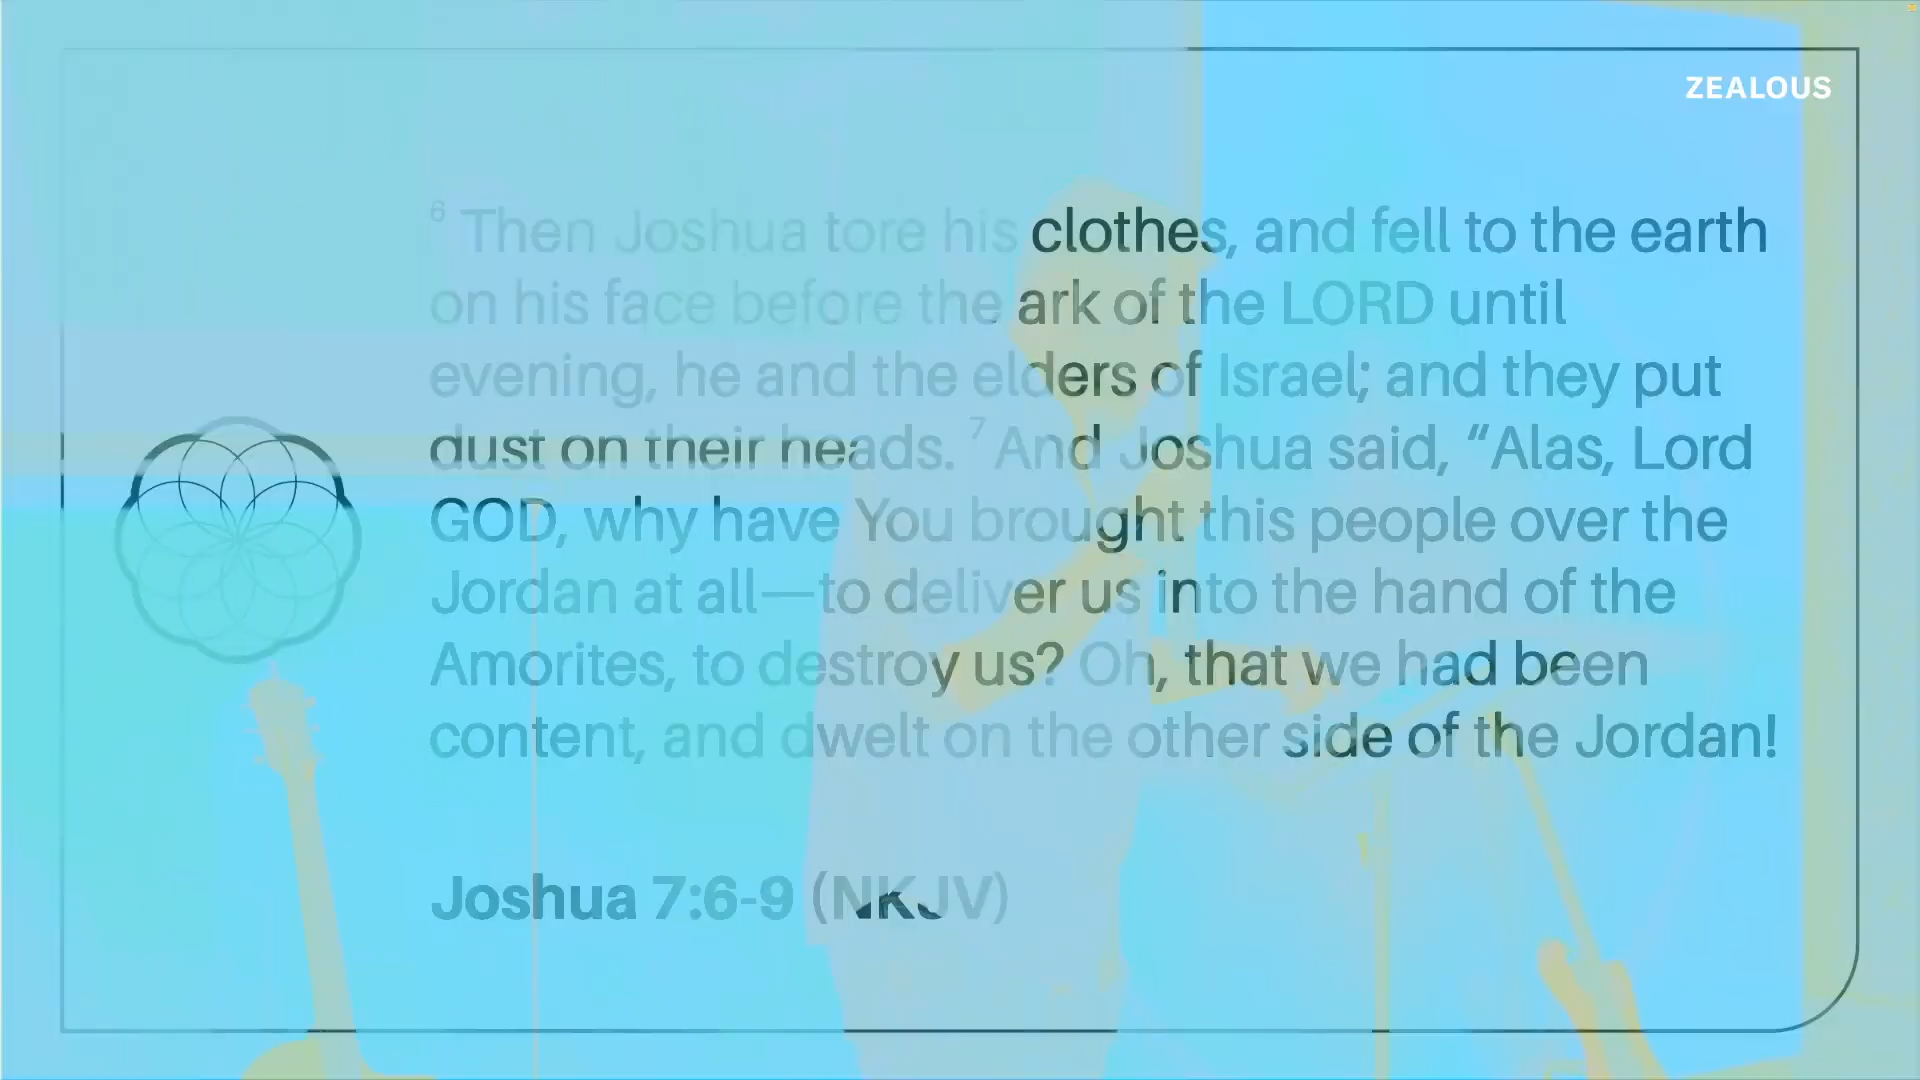 ZEALOUS
6 Then Joshua tore his clothes, and fell to the earth
on his face before the ark of the LORD until
evening, he and the elders of Israel; and they put
dust on their heads. 7 And Joshua said, “Alas, Lord
GOD, why have You brought this people over the
Jordan at all—to deliver us into the hand of the
Amorites, to destroy us? Oh, that we had been
content, and dwelt on the other side of the Jordan!
Joshua 7:6-9 (NKJV)